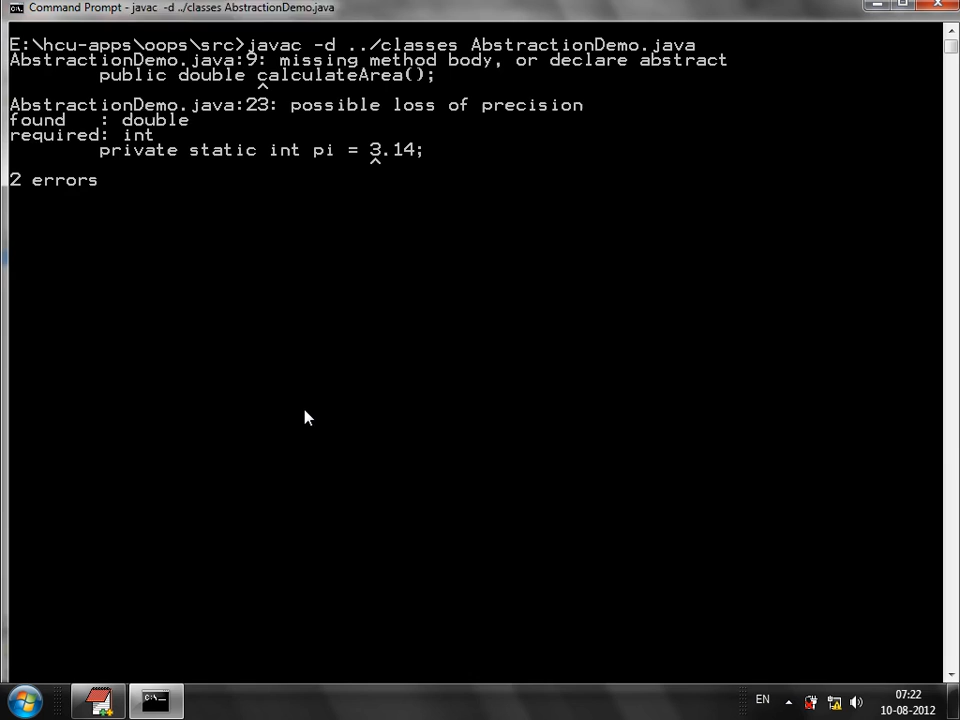 Command Prompt - javac -d ../classes AbstractionDemo.java
E:\hcu-apps\oops\src>javac -d ../classes AbstractionDemo.java
AbstractionDemo.java:9: missing method body, or declare abstract
        public double calculateArea();
                      ^
AbstractionDemo.java:23: possible loss of precision
found   : double
required: int
        private static int pi = 3.14;
                                ^
2 errors
C:\.
EN
07:22
10-08-2012